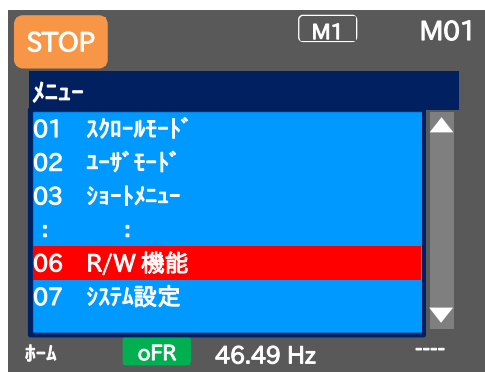 STOP M1 M01
ﾒﾆｭｰ
01 ｽｸﾛｰﾙﾓｰﾄﾞ
02 ﾕｰｻﾞﾓｰﾄﾞ
03 ｼｮｰﾄﾒﾆｭｰ
: :
06 R/W 機能
07 ｼｽﾃﾑ設定
ﾎｰﾑ oFR 46.49 Hz ----